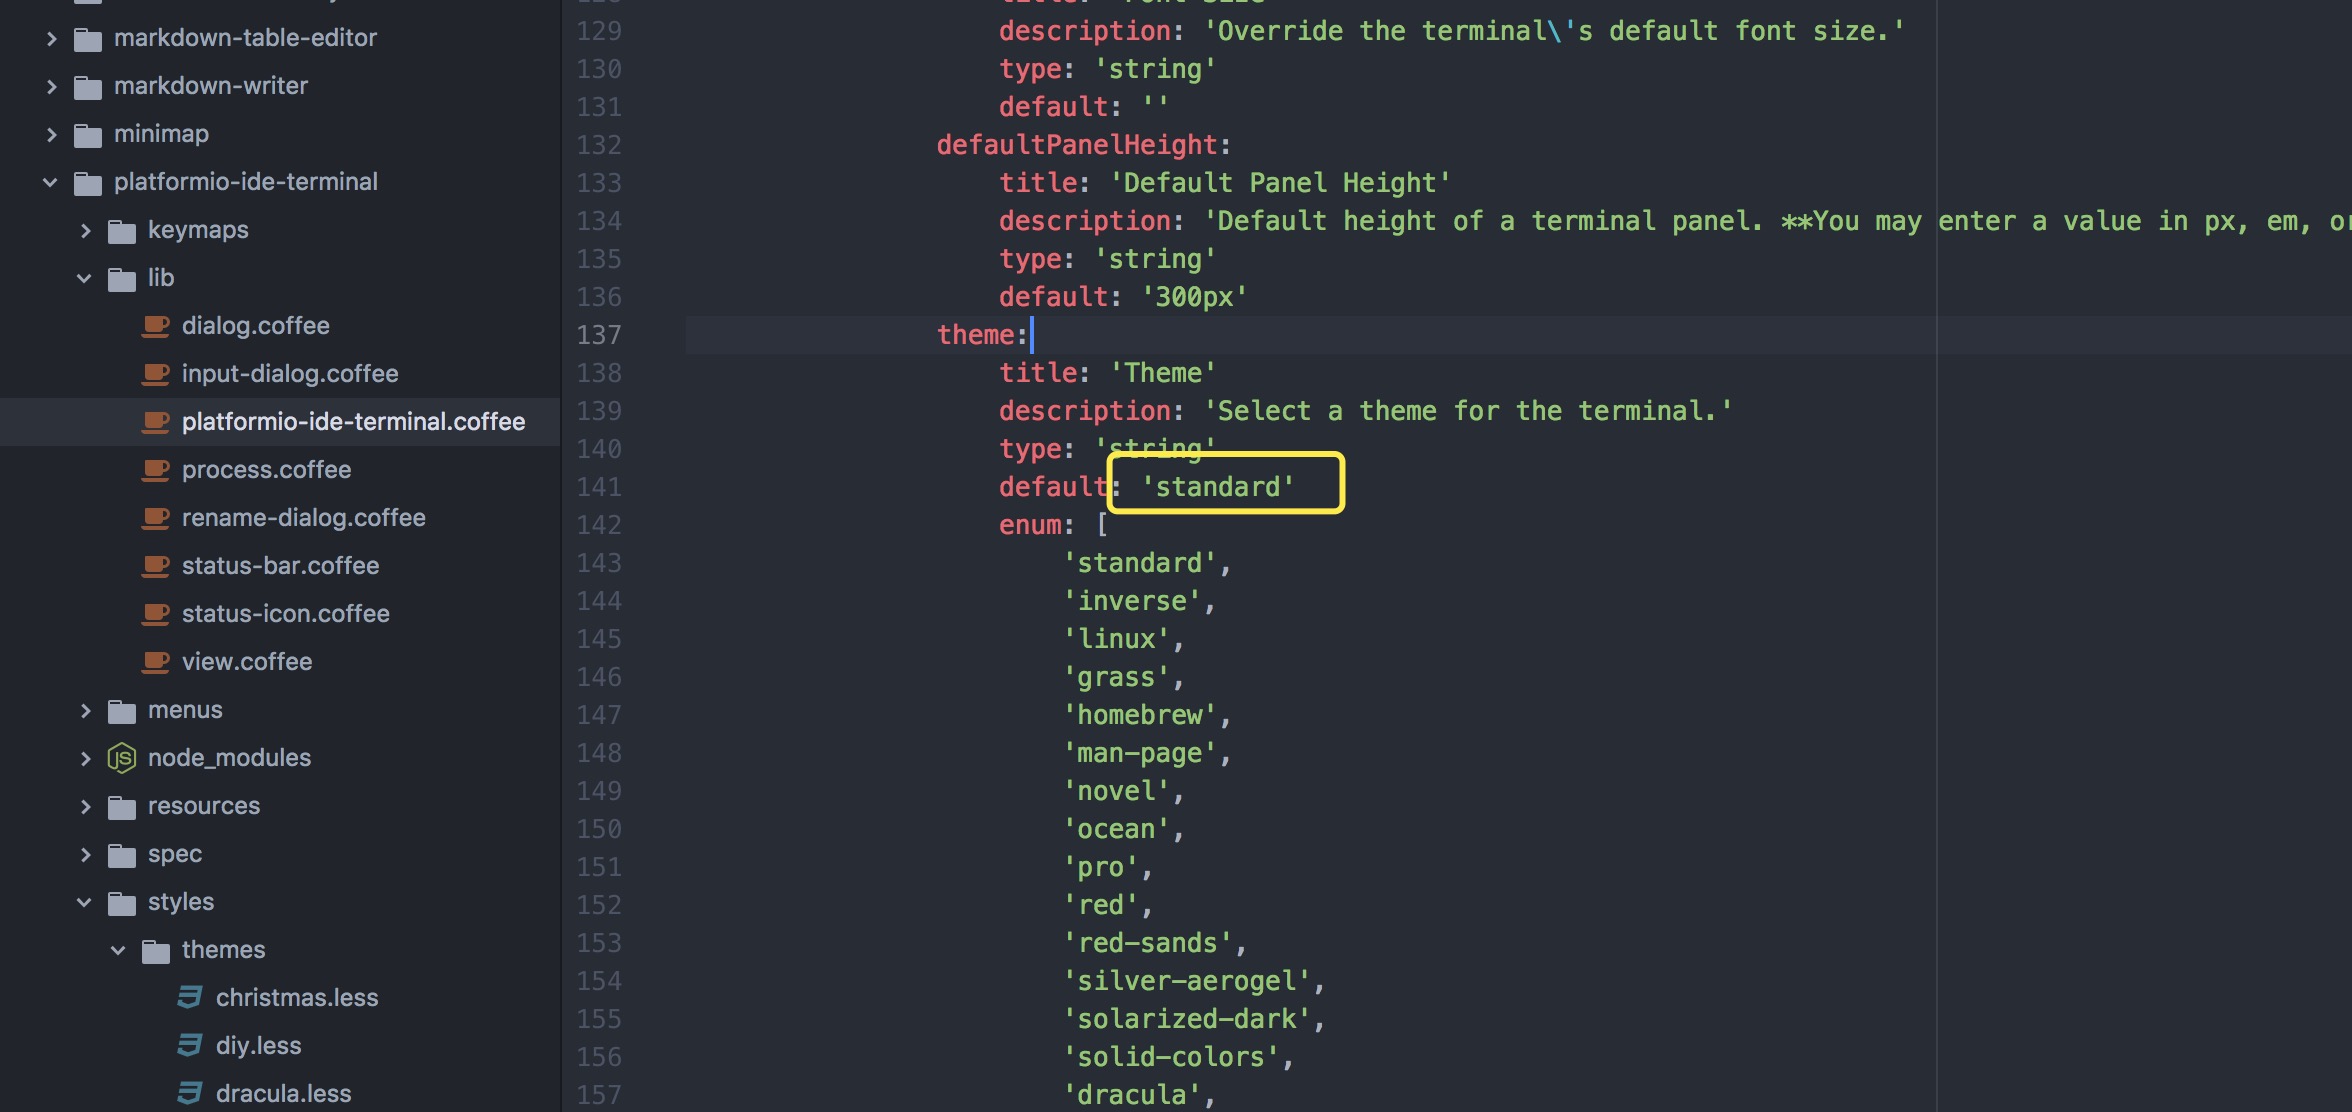 markdown-table-editor
markdown-writer
minimap
platformio-ide-terminal
keymaps
lib
dialog.coffee
input-dialog.coffee
platformio-ide-terminal.coffee
process.coffee
rename-dialog.coffee
status-bar.coffee
status-icon.coffee
view.coffee
menus
JS node_modules
resources
spec
styles
themes
christmas.less
diy.less
dracula.less
129 description: 'Override the terminal\'s default font size.'
130 type: 'string'
131 default: ''
132 defaultPanelHeight:
133 title: 'Default Panel Height'
134 description: 'Default height of a terminal panel. **You may enter a value in px, em, or
135 type: 'string'
136 default: '300px'
137 theme:
138 title: 'Theme'
139 description: 'Select a theme for the terminal.'
140 type: 'string'
141 default: 'standard'
142 enum: [
143 'standard',
144 'inverse',
145 'linux',
146 'grass',
147 'homebrew',
148 'man-page',
149 'novel',
150 'ocean',
151 'pro',
152 'red',
153 'red-sands',
154 'silver-aerogel',
155 'solarized-dark',
156 'solid-colors',
157 'dracula',